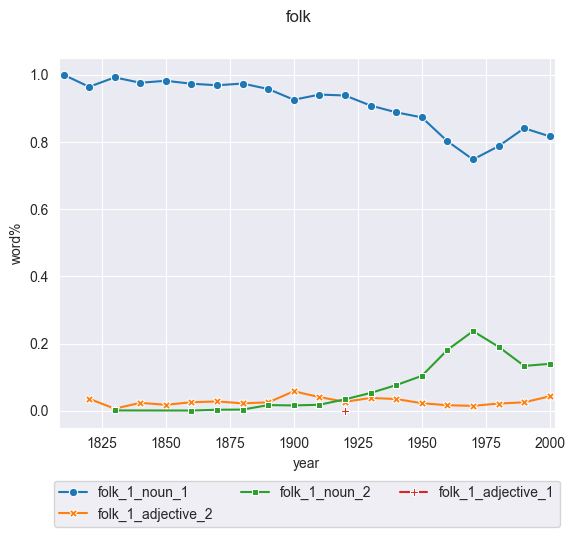 folk
1.0
0.8
0.6
0.4
0.2
0.0
word%
1825 1850 1875 1900 1925 1950 1975 2000
year
folk_1_noun_1 folk_1_noun_2 folk_1_adjective_1
folk_1_adjective_2